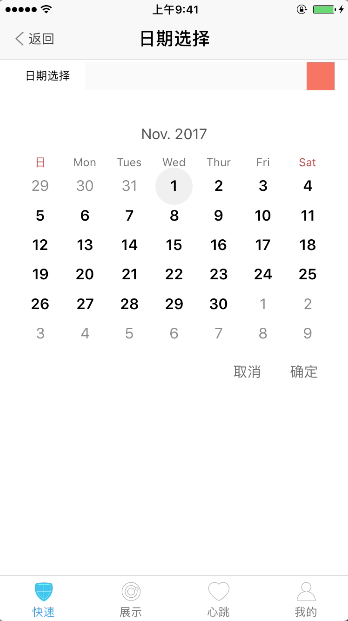 上午9:41
返回 日期选择
日期选择
Nov. 2017
日 Mon Tues Wed Thur Fri Sat
29 30 31 1 2 3 4
5 6 7 8 9 10 11
12 13 14 15 16 17 18
19 20 21 22 23 24 25
26 27 28 29 30 1 2
3 4 5 6 7 8 9
取消 确定
快速 展示 心跳 我的